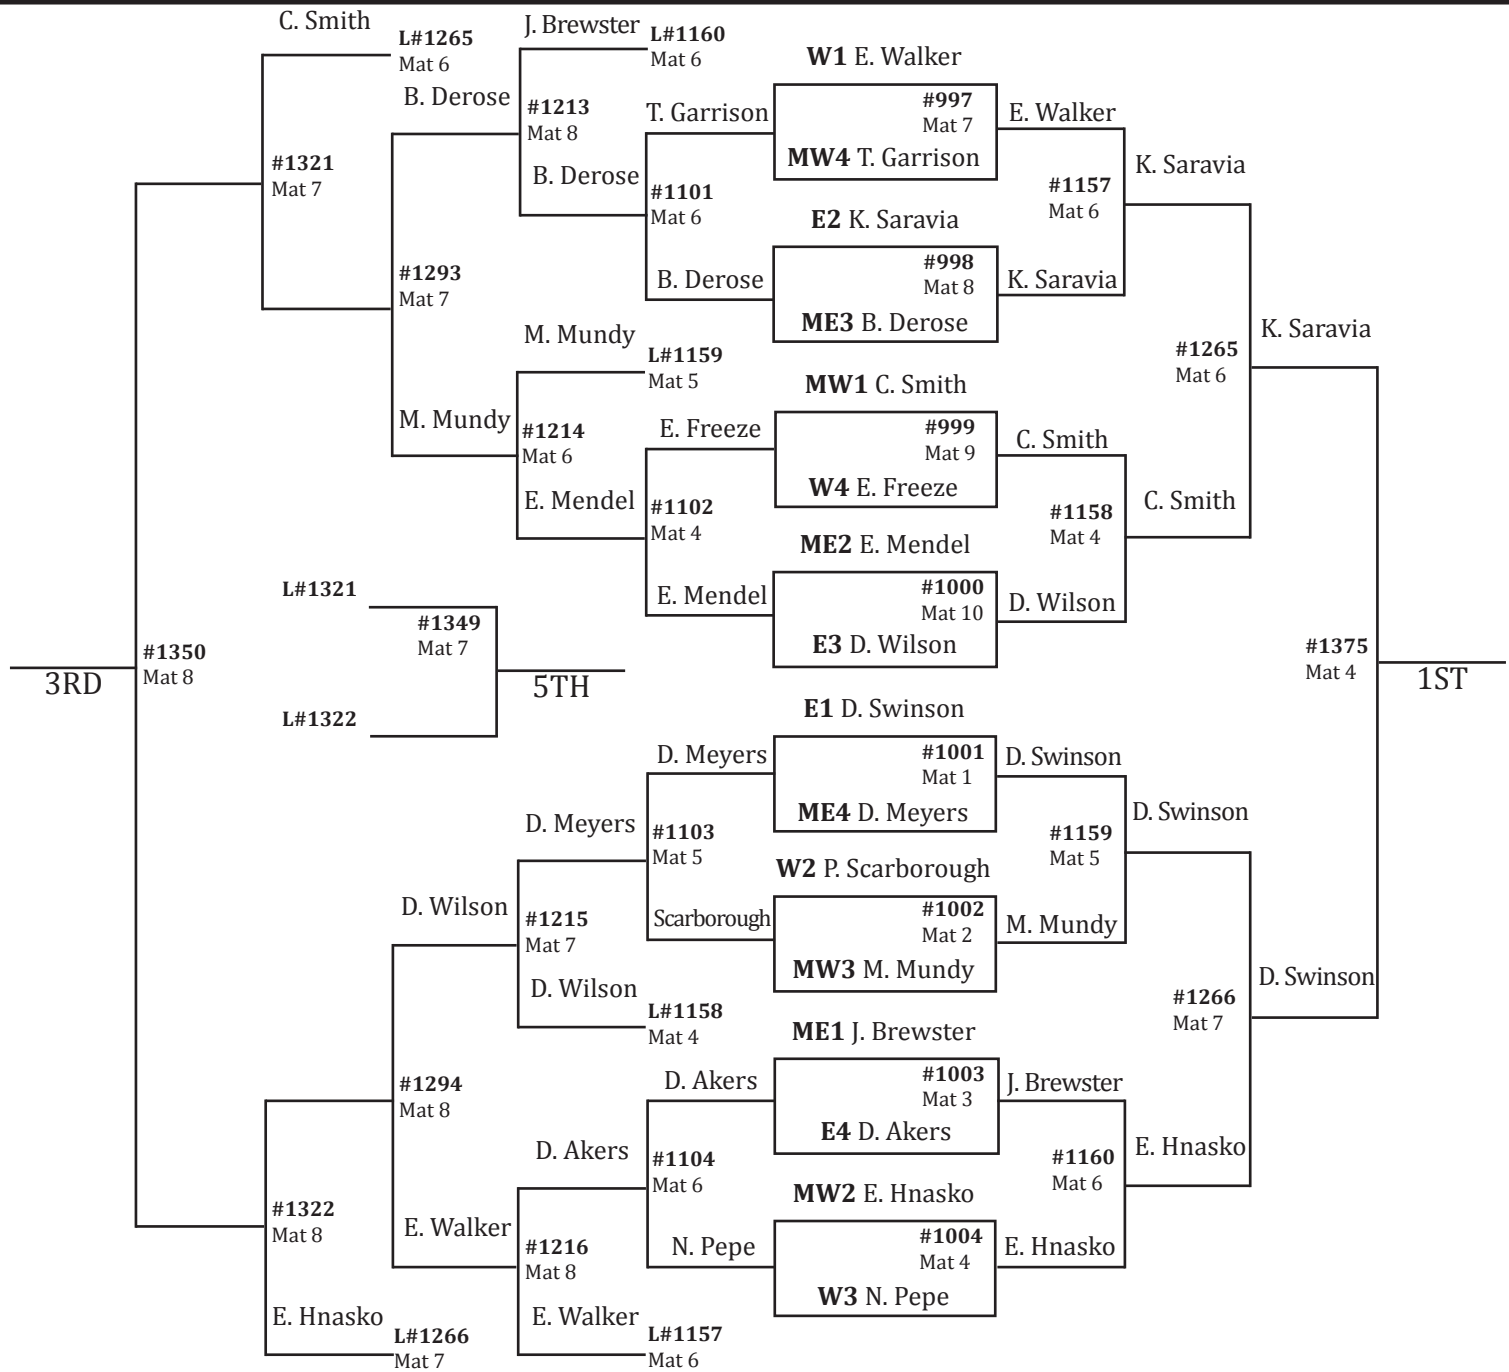 C. Smith
L#1265
Mat 6
J. Brewster
L#1160
Mat 6
W1 E. Walker
B. Derose
#1213
Mat 8
T. Garrison
#997
Mat 7
E. Walker
MW4 T. Garrison
#1321
Mat 7
B. Derose
#1101
Mat 6
#1157
Mat 6
K. Saravia
E2 K. Saravia
#1293
Mat 7
B. Derose
#998
Mat 8
K. Saravia
ME3 B. Derose
M. Mundy
L#1159
Mat 5
#1265
Mat 6
K. Saravia
MW1 C. Smith
M. Mundy
#1214
Mat 6
E. Freeze
#999
Mat 9
C. Smith
W4 E. Freeze
E. Mendel
#1102
Mat 4
#1158
Mat 4
C. Smith
ME2 E. Mendel
L#1321
E. Mendel
#1000
Mat 10
D. Wilson
E3 D. Wilson
#1349
Mat 7
#1350
Mat 8
3RD
5TH
#1375
Mat 4
1ST
L#1322
E1 D. Swinson
D. Meyers
#1001
Mat 1
D. Swinson
ME4 D. Meyers
D. Meyers
#1103
Mat 5
#1159
Mat 5
D. Swinson
W2 P. Scarborough
D. Wilson
#1215
Mat 7
Scarborough
#1002
Mat 2
M. Mundy
MW3 M. Mundy
D. Wilson
L#1158
Mat 4
#1266
Mat 7
D. Swinson
ME1 J. Brewster
#1294
Mat 8
D. Akers
#1003
Mat 3
J. Brewster
E4 D. Akers
D. Akers
#1104
Mat 6
#1160
Mat 6
E. Hnasko
MW2 E. Hnasko
#1322
Mat 8
E. Walker
#1216
Mat 8
N. Pepe
#1004
Mat 4
E. Hnasko
W3 N. Pepe
E. Hnasko
L#1266
Mat 7
E. Walker
L#1157
Mat 6